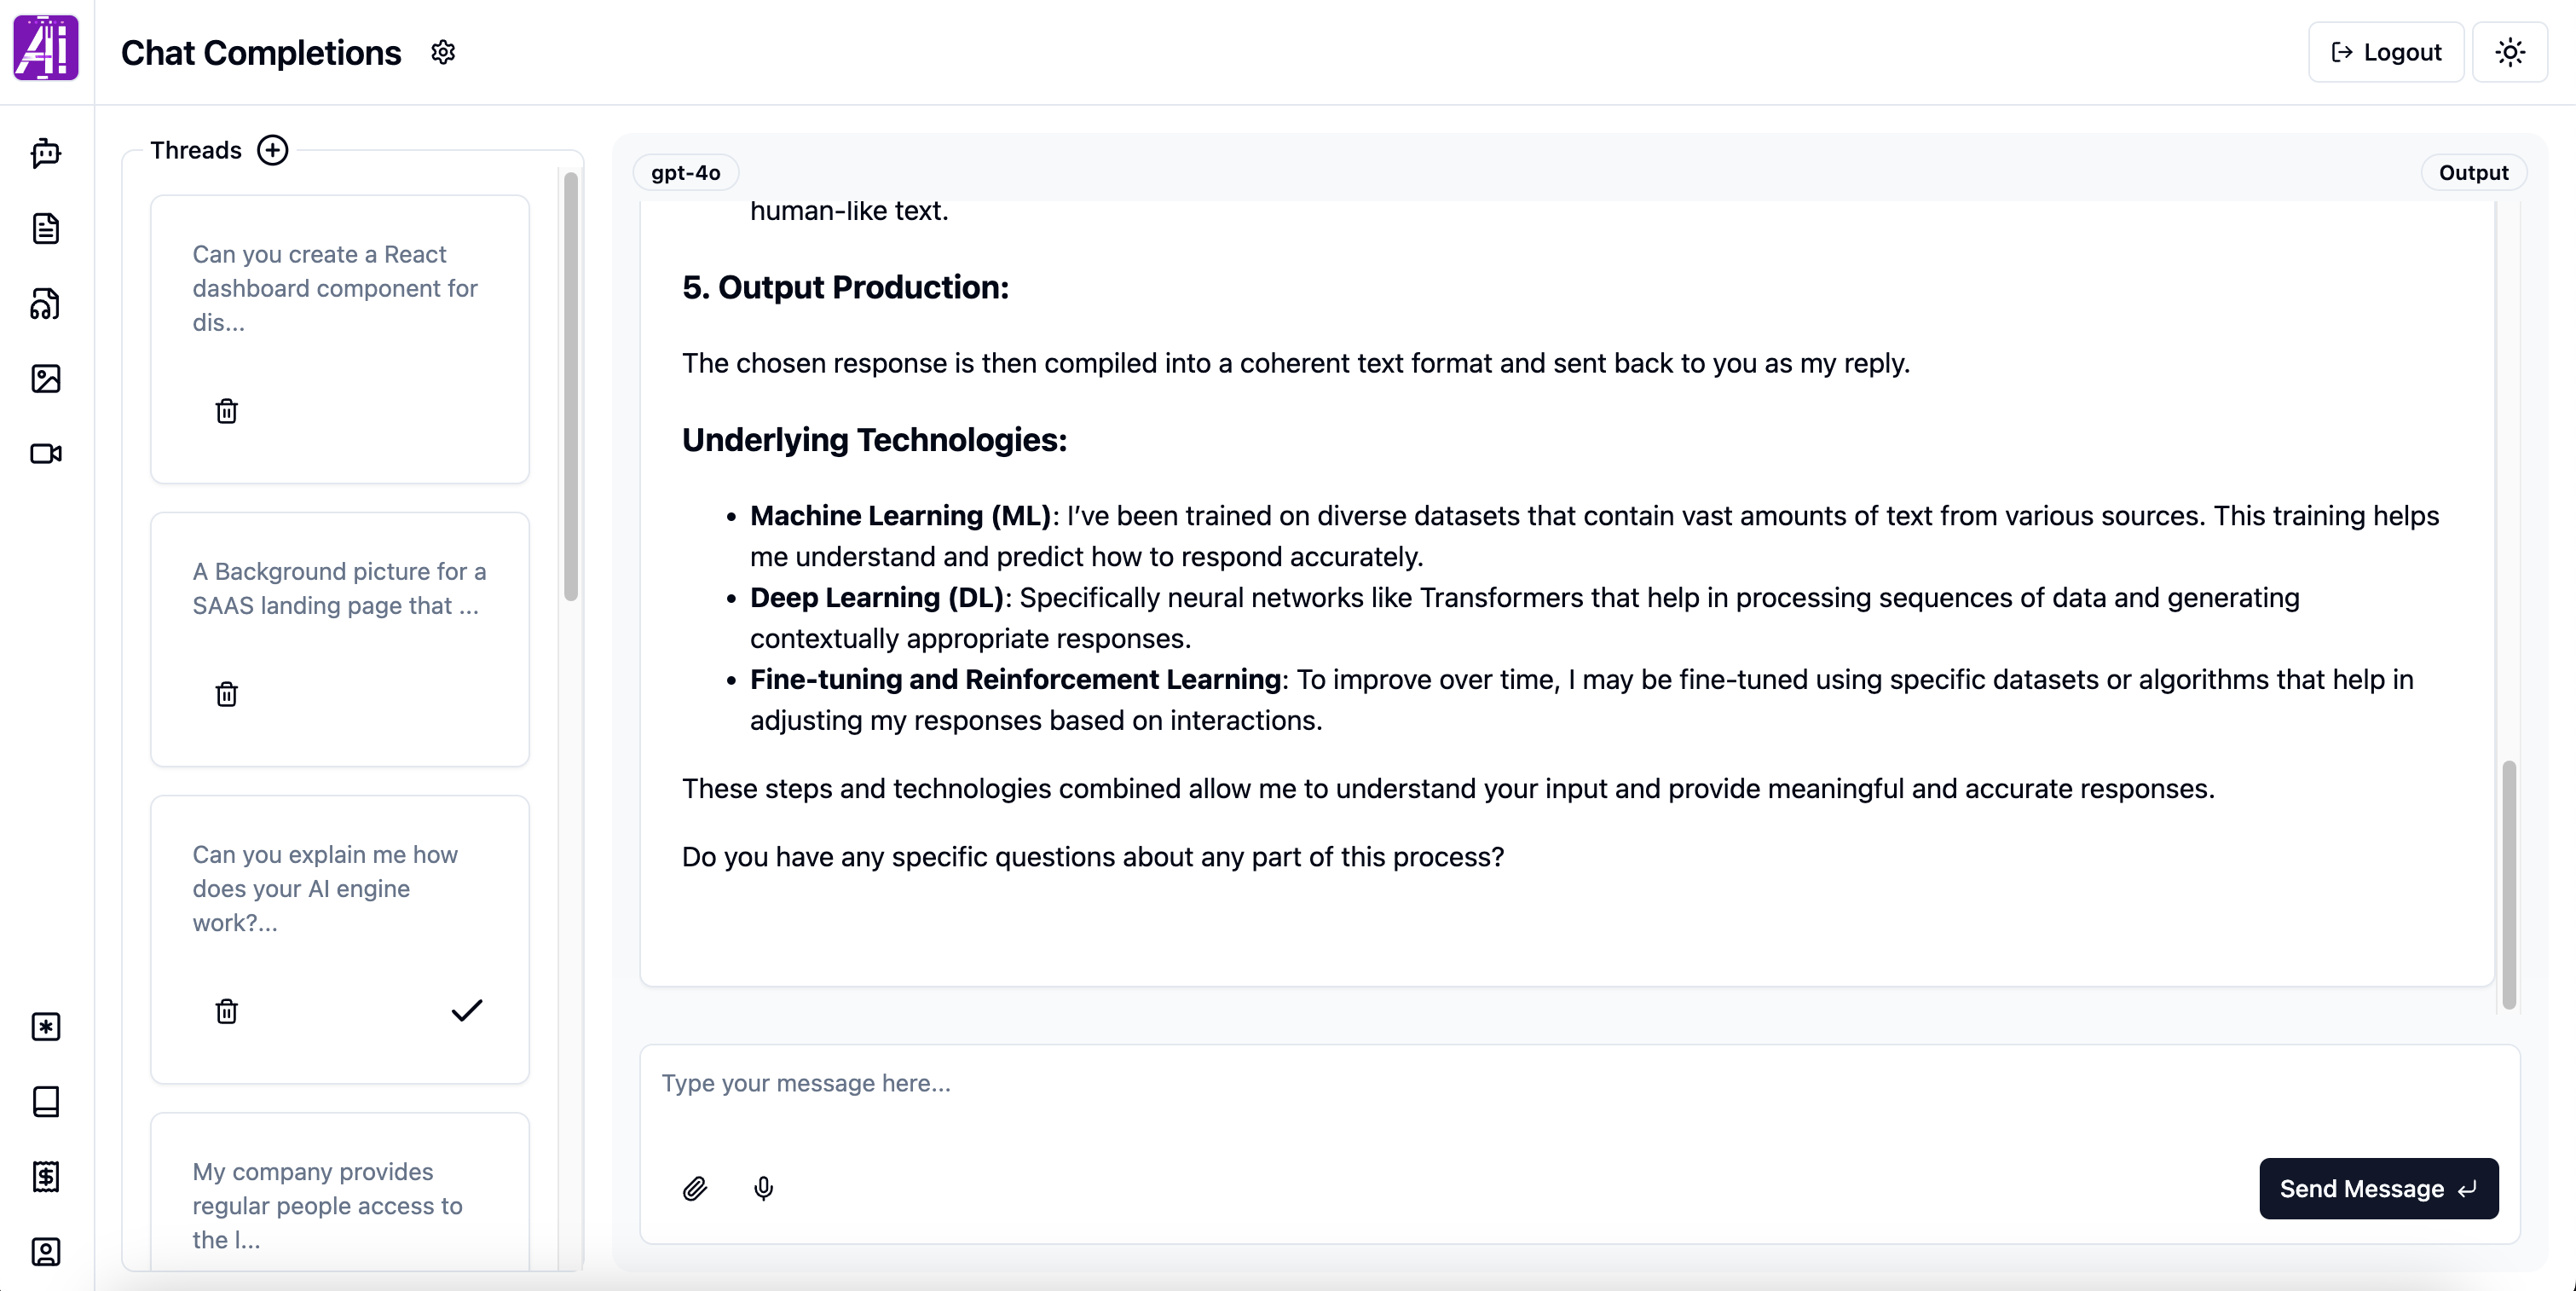 Ai
Chat Completions
Logout
Threads
Can you create a React
dashboard component for
dis...
A Background picture for a
SAAS landing page that ...
Can you explain me how
does your AI engine
work?...
My company provides
regular people access to
the l...
gpt-4o
Output
human-like text.
5. Output Production:
The chosen response is then compiled into a coherent text format and sent back to you as my reply.
Underlying Technologies:
• Machine Learning (ML): I’ve been trained on diverse datasets that contain vast amounts of text from various sources. This training helps
me understand and predict how to respond accurately.
• Deep Learning (DL): Specifically neural networks like Transformers that help in processing sequences of data and generating
contextually appropriate responses.
• Fine-tuning and Reinforcement Learning: To improve over time, I may be fine-tuned using specific datasets or algorithms that help in
adjusting my responses based on interactions.
These steps and technologies combined allow me to understand your input and provide meaningful and accurate responses.
Do you have any specific questions about any part of this process?
Type your message here...
Send Message